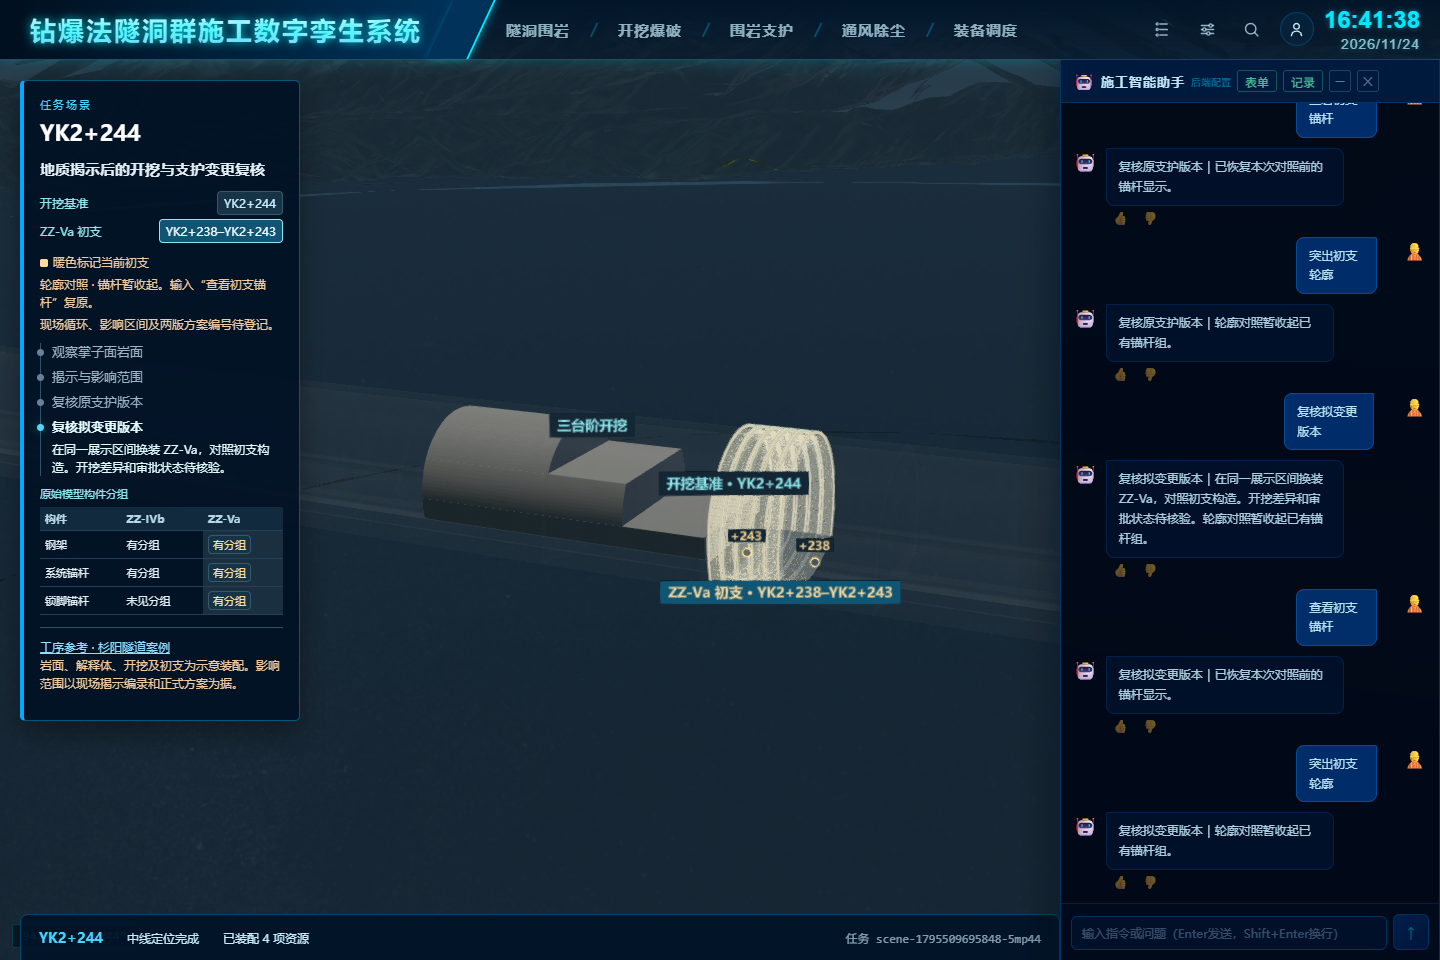 钻爆法隧洞群施工数字孪生系统
隧洞围岩 / 开挖爆破 / 围岩支护 / 通风除尘 / 装备调度
16:41:38
2026/11/24
任务场景
YK2+244
地质揭示后的开挖与支护变更复核
开挖基准 YK2+244
ZZ-Va 初支 YK2+238—YK2+243
暖色标记当前初支
轮廓对照 · 锚杆暂收起。输入“查看初支锚
杆”复原。
现场循环、影响区间及两版方案编号待登记。
观察掌子面岩面
揭示与影响范围
复核原支护版本
复核拟变更版本
在同一展示区间换装 ZZ-Va，对照初支构
造。开挖差异和审批状态待核验。
原始模型构件分组
构件 ZZ-IVb ZZ-Va
钢架 有分组 有分组
系统锚杆 有分组 有分组
锁脚锚杆 未见分组 有分组
工序参考 · 杉阳隧道案例
岩面、解释体、开挖及初支为示意装配。影响
范围以现场揭示编录和正式方案为据。
三台阶开挖
开挖基准 · YK2+244
+243
+238
ZZ-Va 初支 · YK2+238—YK2+243
YK2+244 中线定位完成 已装配 4 项资源
任务 scene-1795509695848-5mp44
施工智能助手 后端配置 表单 记录
锚杆
复核原支护版本 | 已恢复本次对照前的
锚杆显示。
突出初支
轮廓
复核原支护版本 | 轮廓对照暂收起已
有锚杆组。
复核拟变更
版本
复核拟变更版本 | 在同一展示区间换装
ZZ-Va，对照初支构造。开挖差异和审
批状态待核验。轮廓对照暂收起已有锚
杆组。
查看初支
锚杆
复核拟变更版本 | 已恢复本次对照前的
锚杆显示。
突出初支
轮廓
复核拟变更版本 | 轮廓对照暂收起已
有锚杆组。
输入指令或问题（Enter发送，Shift+Enter换行）